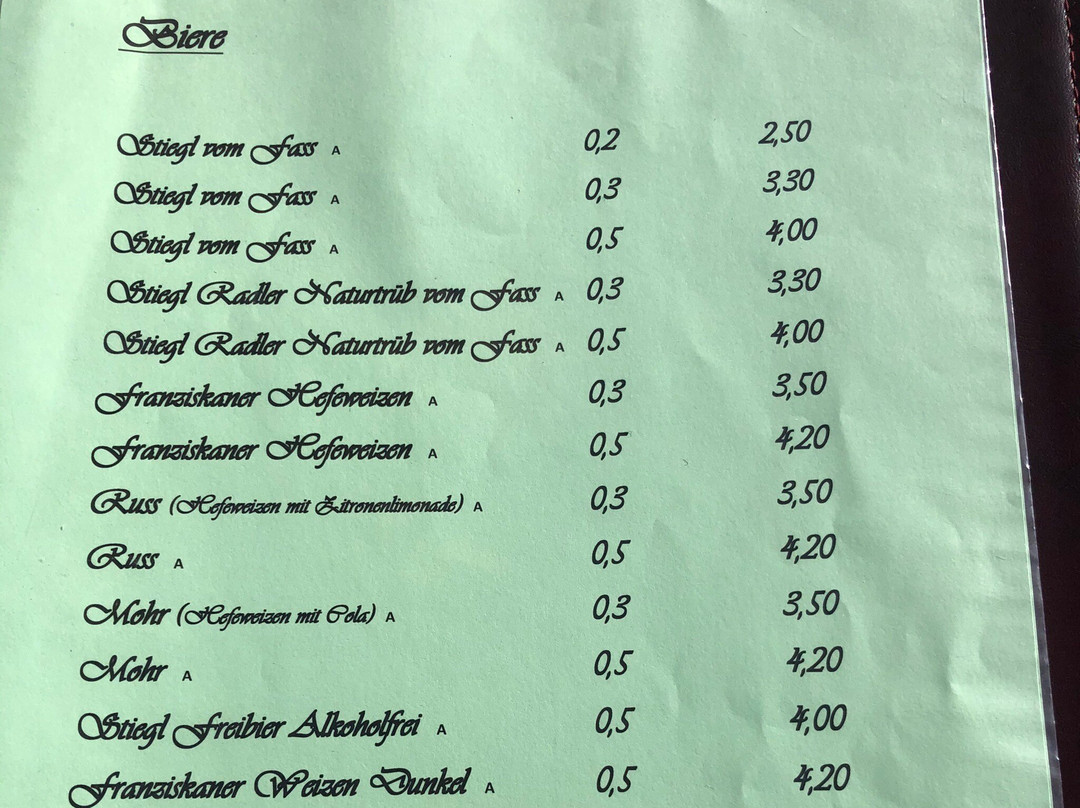 Biere
Stiegl vom Fass A 0,2 2,50
Stiegl vom Fass A 0,3 3,30
Stiegl vom Fass A 0,5 4,00
Stiegl Radler Naturtrüb vom Fass A 0,3 3,30
Stiegl Radler Naturtrüb vom Fass A 0,5 4,00
Franziskaner Hefeweizen A 0,3 3,50
Franziskaner Hefeweizen A 0,5 4,20
Russ (Hefeweizen mit Zitronenlimonade) A 0,3 3,50
Russ A 0,5 4,20
Mohr (Hefeweizen mit Cola) A 0,3 3,50
Mohr A 0,5 4,20
Stiegl Freibier Alkoholfrei A 0,5 4,00
Franziskaner Weizen Dunkel A 0,5 4,20